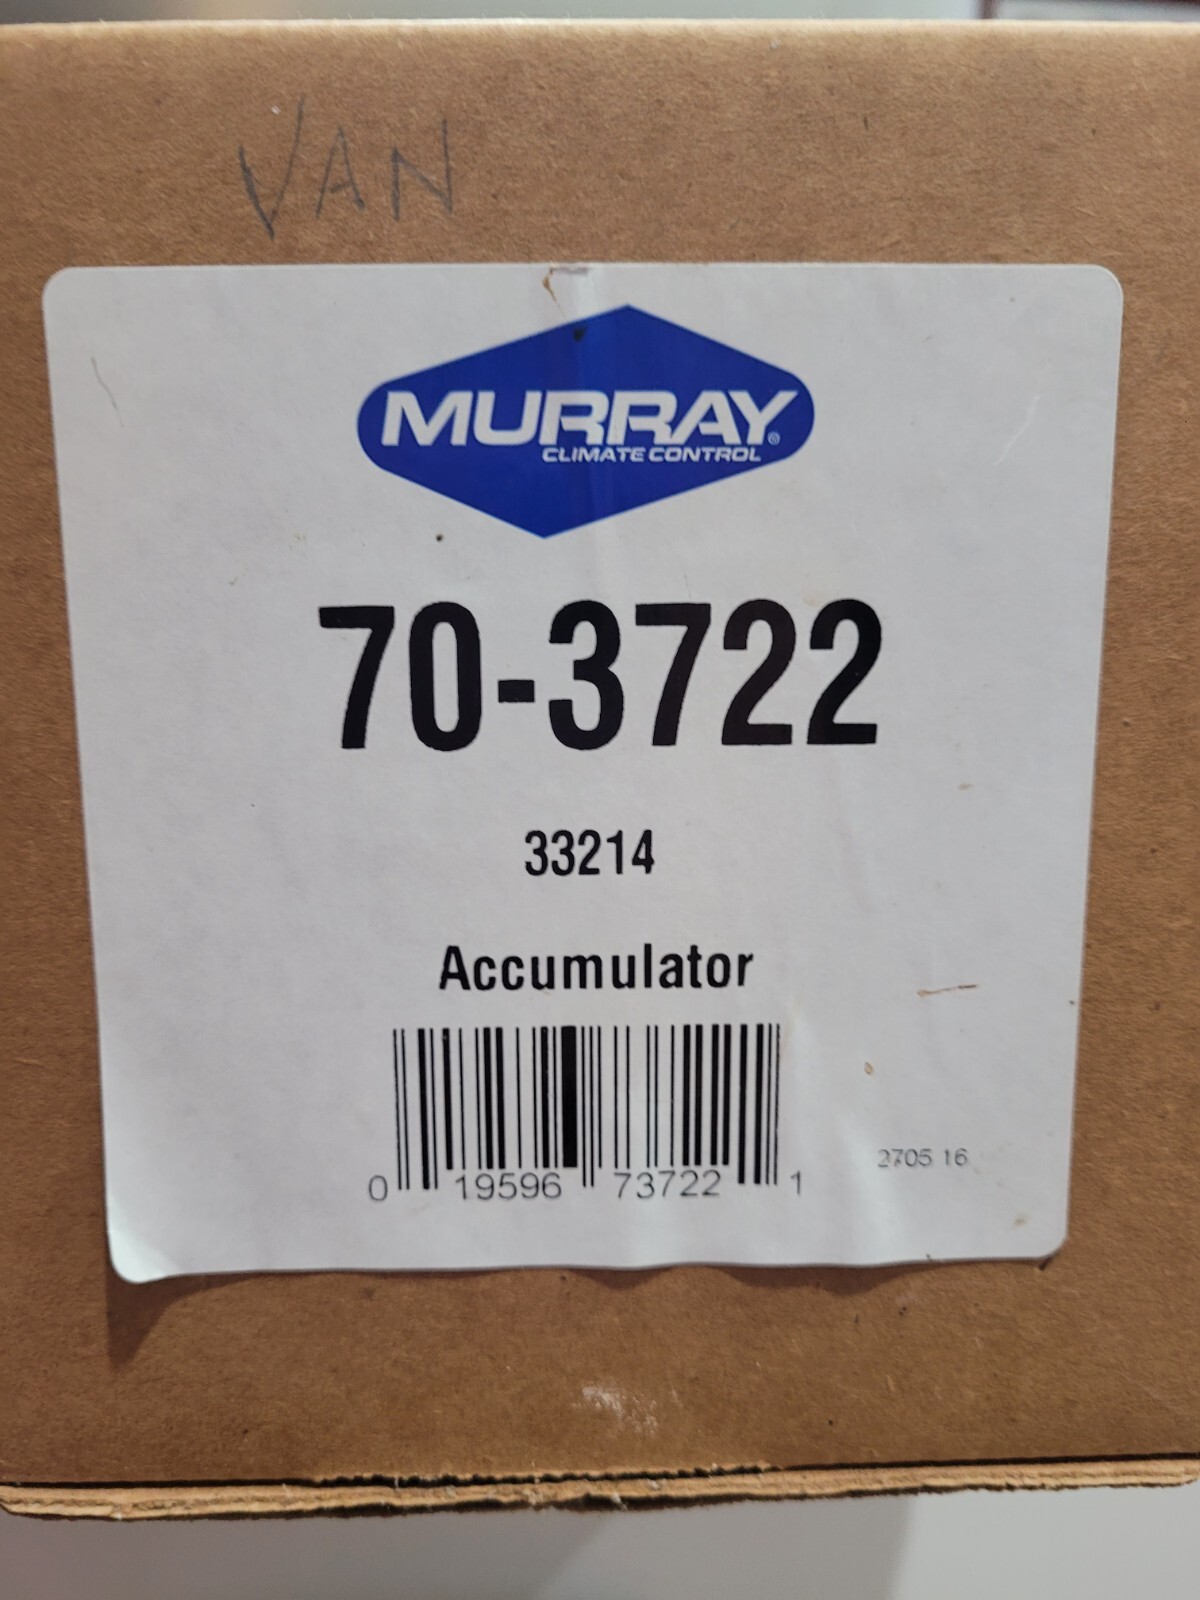 VAN
MURRAY®
CLIMATE CONTROL
70-3722
33214
Accumulator
2705 16
0 19596 73722 1